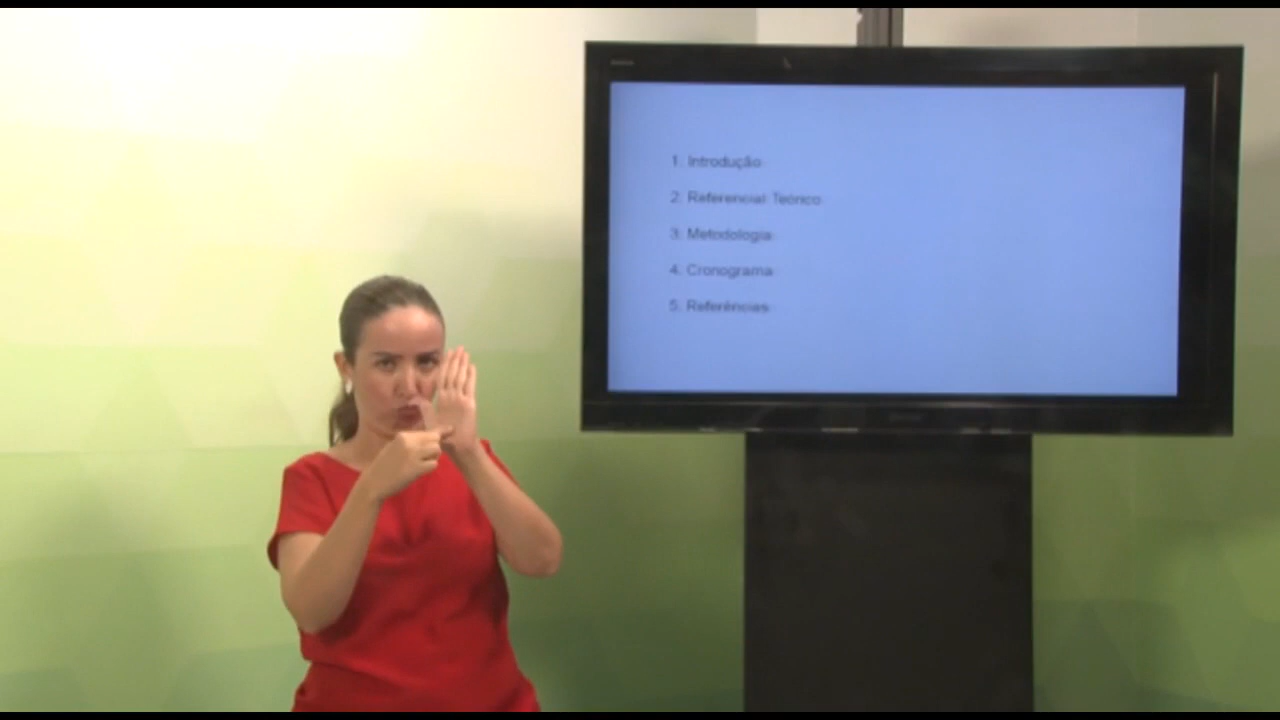 1. Introdução
2. Referencial Teórico
3. Metodologia
4. Cronograma
5. Referências